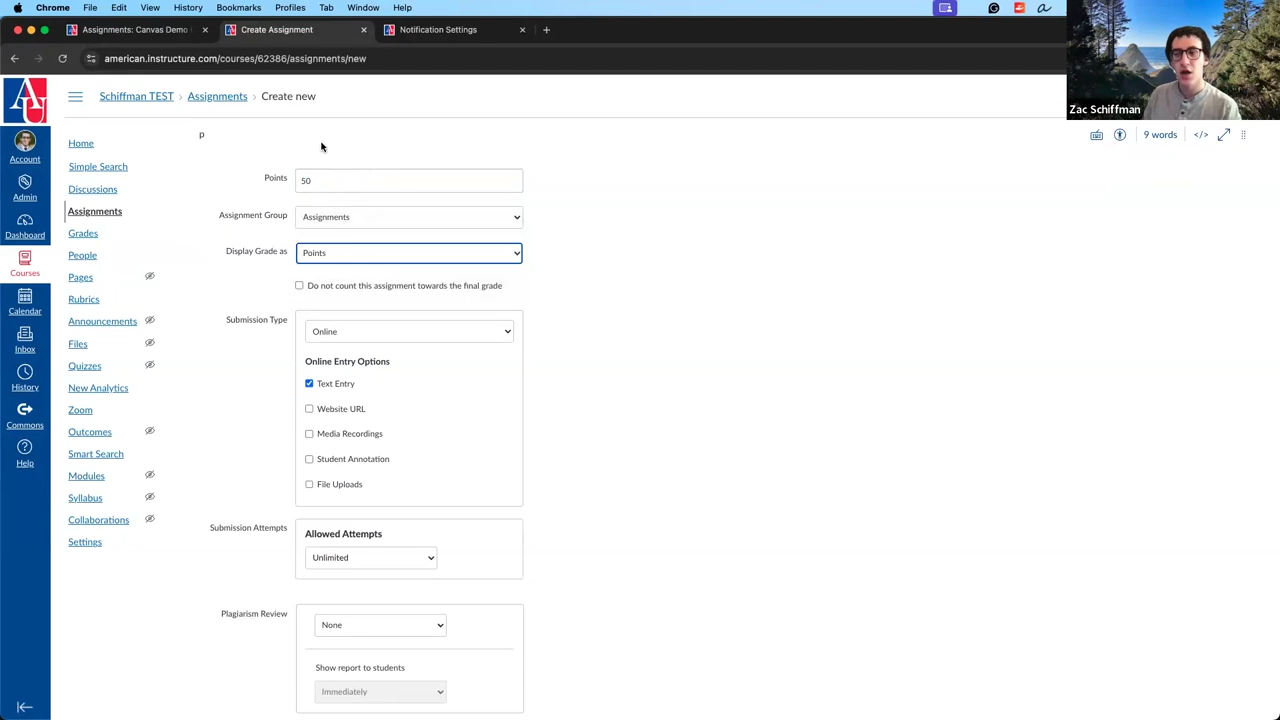 Chrome File Edit View History Bookmarks Profiles Tab Window Help
Assignments: Canvas Demo
Create Assignment
Notification Settings
american.instructure.com/courses/62386/assignments/new
AU
Schiffman TEST › Assignments › Create new
Zac Schiffman
Account
Admin
Dashboard
Courses
Calendar
Inbox
History
Commons
Help
Home
Simple Search
Discussions
Assignments
Grades
People
Pages
Rubrics
Announcements
Files
Quizzes
New Analytics
Zoom
Outcomes
Smart Search
Modules
Syllabus
Collaborations
Settings
p
9 words
</>
Points
50
Assignment Group
Assignments
Display Grade as
Points
Do not count this assignment towards the final grade
Submission Type
Online
Online Entry Options
Text Entry
Website URL
Media Recordings
Student Annotation
File Uploads
Submission Attempts
Allowed Attempts
Unlimited
Plagiarism Review
None
Show report to students
Immediately